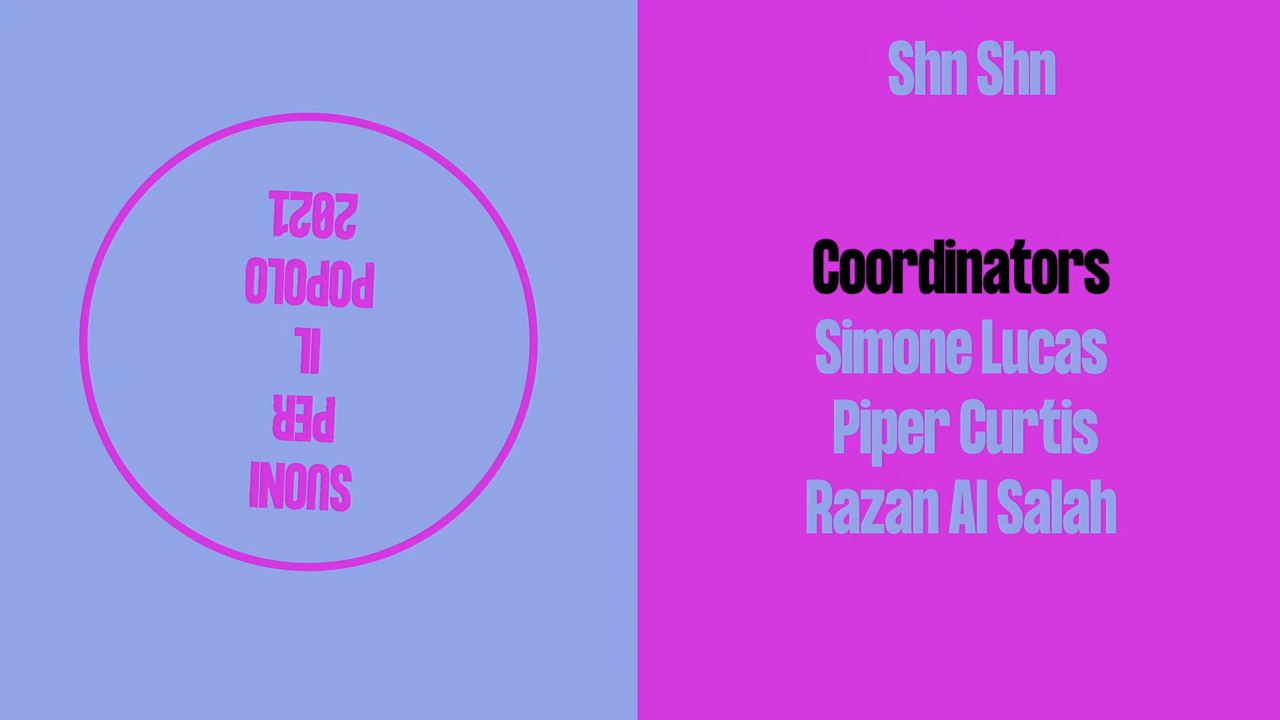 SUONI
PER
IL
POPOLO
2021
Shn Shn
Coordinators
Simone Lucas
Piper Curtis
Razan Al Salah